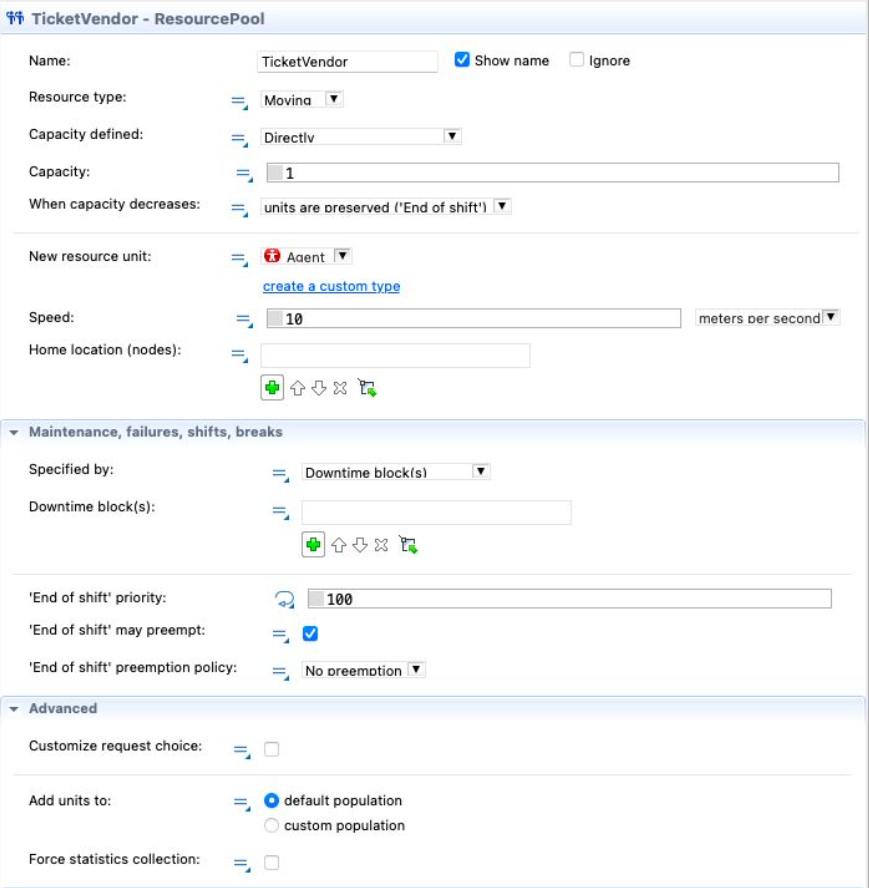 TicketVendor - ResourcePool
Name: TicketVendor Show name Ignore
Resource type: Moving
Capacity defined: Directly
Capacity: 1
When capacity decreases: units are preserved ('End of shift')
New resource unit: Agent
create a custom type
Speed: 10 meters per second
Home location (nodes):
Maintenance, failures, shifts, breaks
Specified by: Downtime block(s)
Downtime block(s):
'End of shift' priority: 100
'End of shift' may preempt:
'End of shift' preemption policy: No preemption
Advanced
Customize request choice:
Add units to: default population
custom population
Force statistics collection: